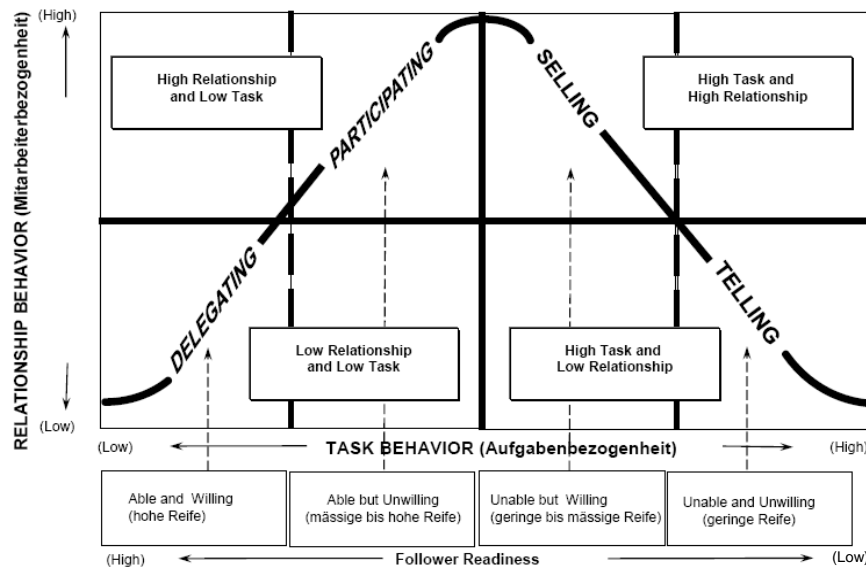 (High)
RELATIONSHIP BEHAVIOR (Mitarbeiterbezogenheit)
(Low)
High Relationship
and Low Task
PARTICIPATING
SELLING
High Task and
High Relationship
DELEGATING
TELLING
Low Relationship
and Low Task
High Task and
Low Relationship
(Low)
TASK BEHAVIOR (Aufgabenbezogenheit)
(High)
Able and Willing
(hohe Reife)
Able but Unwilling
(mässige bis hohe Reife)
Unable but Willing
(geringe bis mässige Reife)
Unable and Unwilling
(geringe Reife)
(High)
Follower Readiness
(Low)